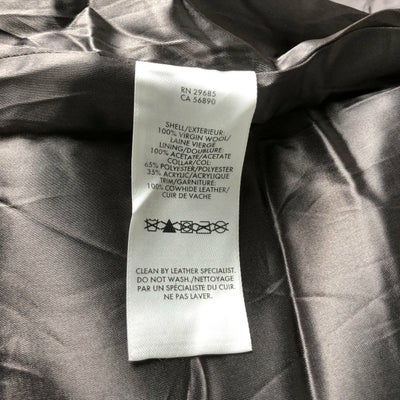 RN 29685
CA 56890
SHELL/EXTERIEUR:
100% VIRGIN WOOL/
LAINE VIERGE
LINING/DOUBLURE:
100% ACETATE/ACETATE
COLLAR/COL:
65% POLYESTER/POLYESTER
35% ACRYLIC/ACRYLIQUE
TRIM/GARNITURE:
100% COWHIDE LEATHER/
CUIR DE VACHE
CLEAN BY LEATHER SPECIALIST.
DO NOT WASH./NETTOYAGE
PAR UN SPÉCIALISTE DU CUIR.
NE PAS LAVER.